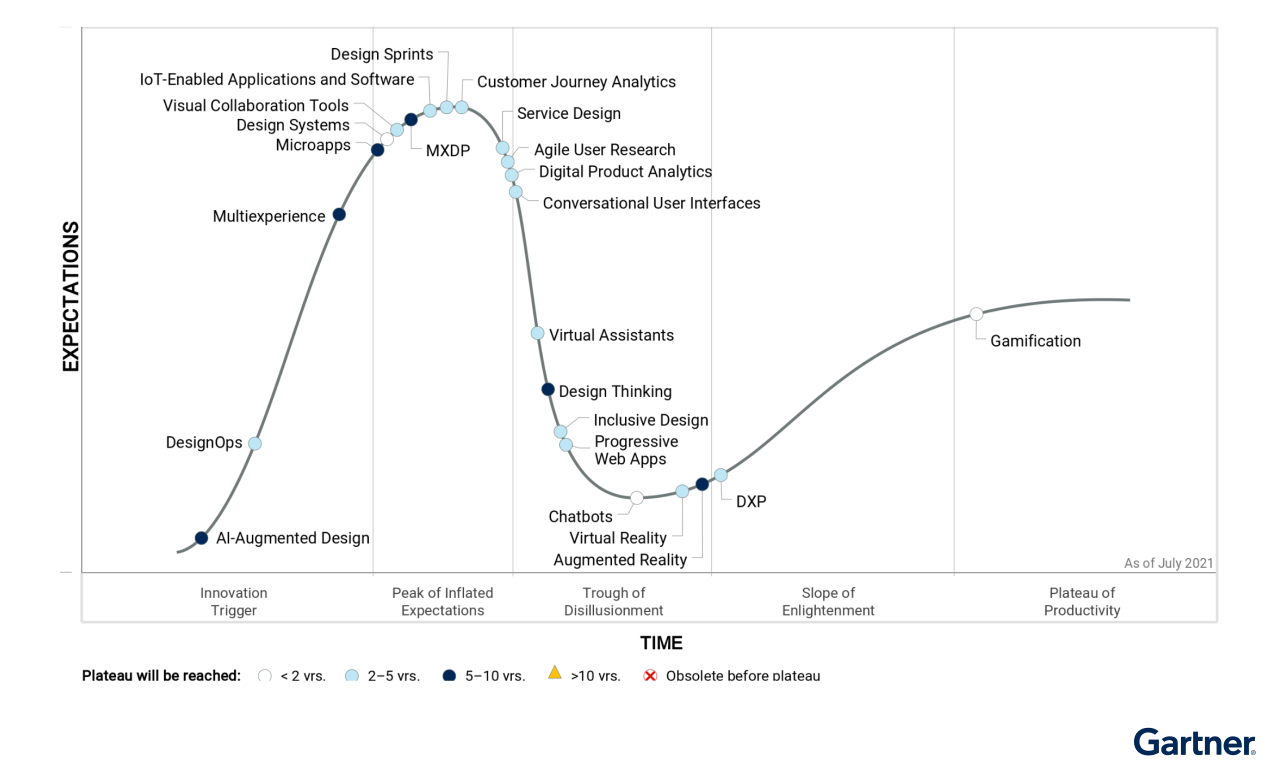 Design Sprints
IoT-Enabled Applications and Software
Customer Journey Analytics
Visual Collaboration Tools
Service Design
Design Systems
Microapps
MXDP
Agile User Research
Digital Product Analytics
Conversational User Interfaces
Multiexperience
EXPECTATIONS
Virtual Assistants
Gamification
Design Thinking
Inclusive Design
DesignOps
Progressive
Web Apps
DXP
Chatbots
AI-Augmented Design
Virtual Reality
Augmented Reality
As of July 2021
Innovation
Trigger
Peak of Inflated
Expectations
Trough of
Disillusionment
Slope of
Enlightenment
Plateau of
Productivity
TIME
Plateau will be reached: < 2 yrs. 2–5 yrs. 5–10 yrs. >10 yrs. Obsolete before plateau
Gartner